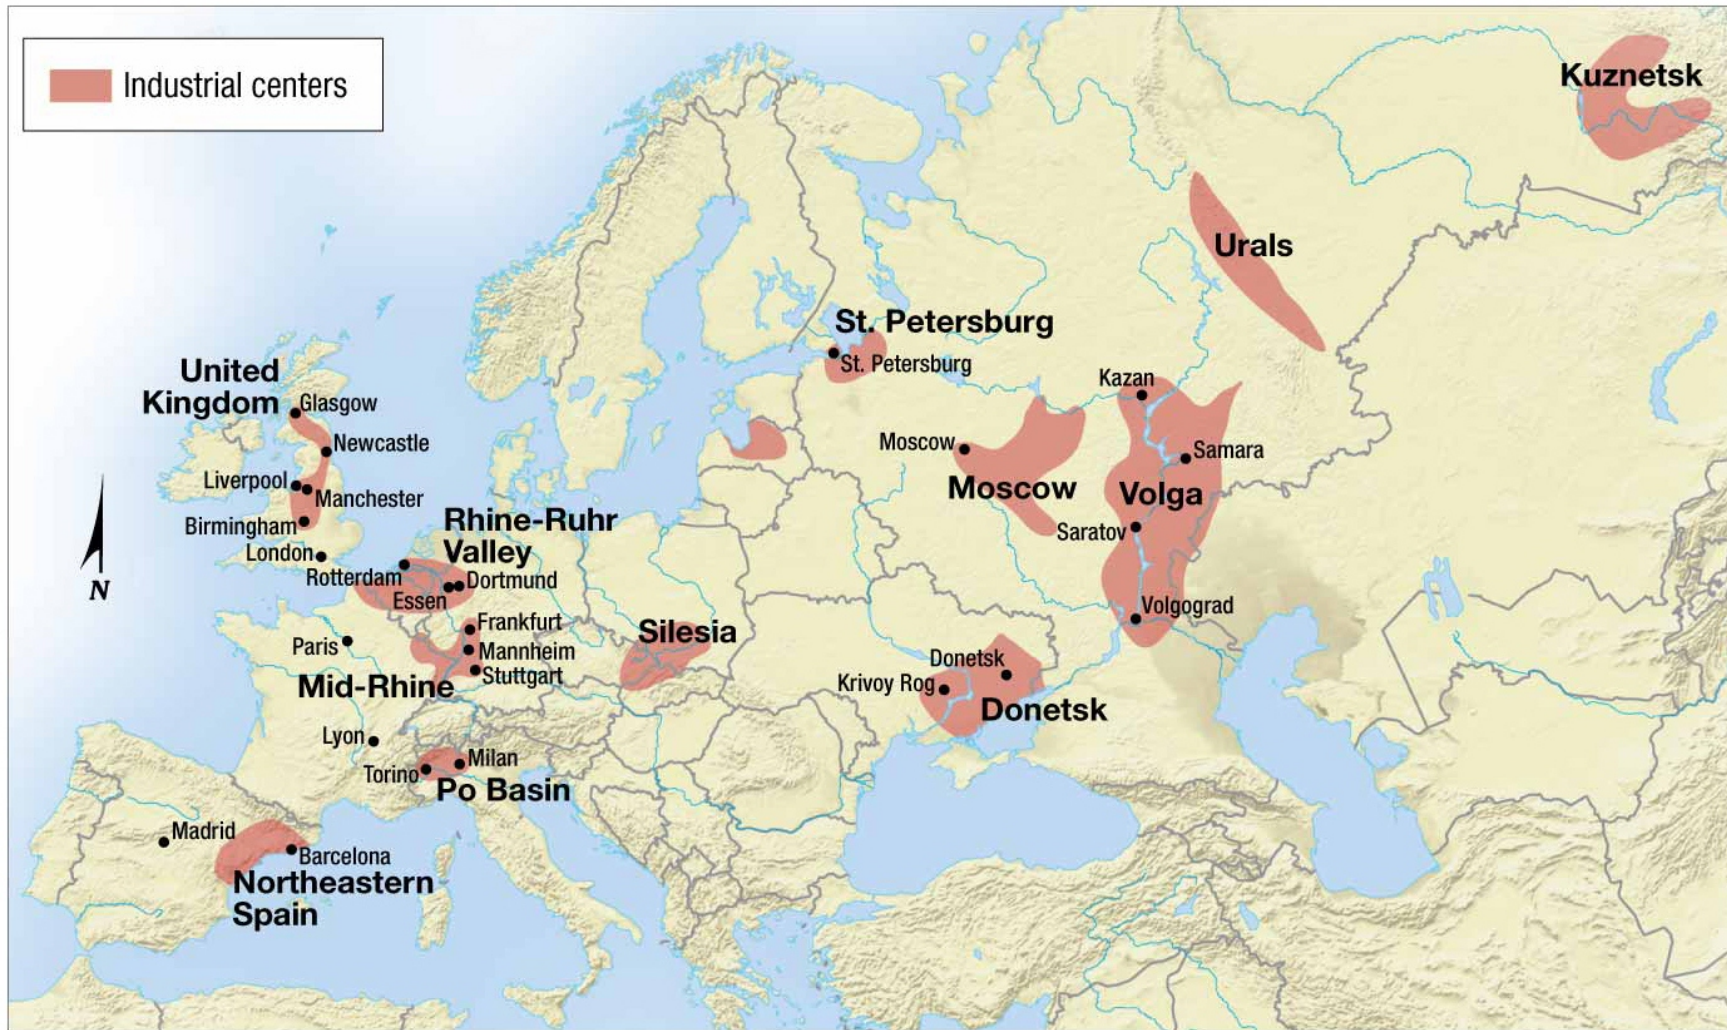 Industrial centers
Kuznetsk
Urals
St. Petersburg
St. Petersburg
United
Kingdom
Glasgow
Newcastle
Liverpool
Manchester
Birmingham
London
Kazan
Moscow
Samara
Moscow
Volga
Saratov
Volgograd
Rhine-Ruhr
Valley
Rotterdam
Dortmund
Essen
Frankfurt
Paris
Mannheim
Stuttgart
Mid-Rhine
Silesia
Donetsk
Krivoy Rog
Donetsk
Lyon
Torino
Milan
Po Basin
Madrid
Barcelona
Northeastern
Spain
N